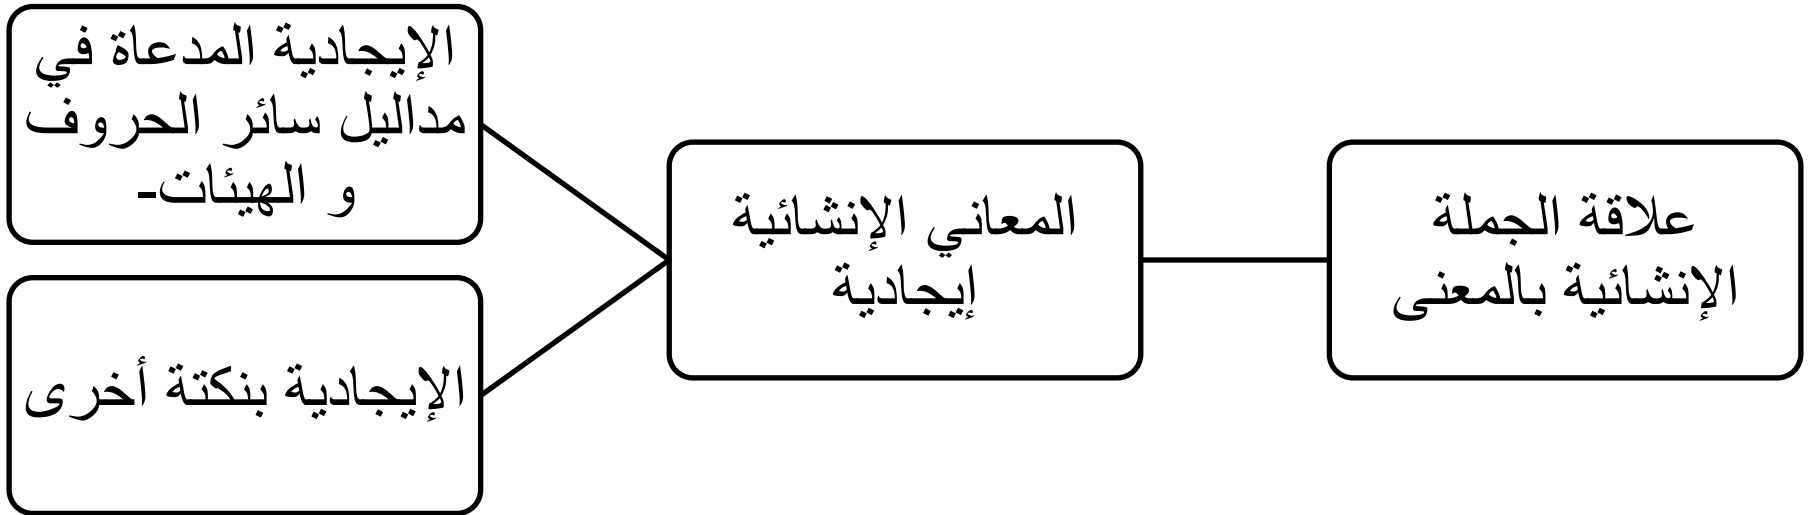 علاقة الجملة
الإنشائية بالمعنى
المعاني الإنشائية
إيجادية
الإيجادية المدعاة في
مداليل سائر الحروف
و الهيئات-
الإيجادية بنكتة أخرى